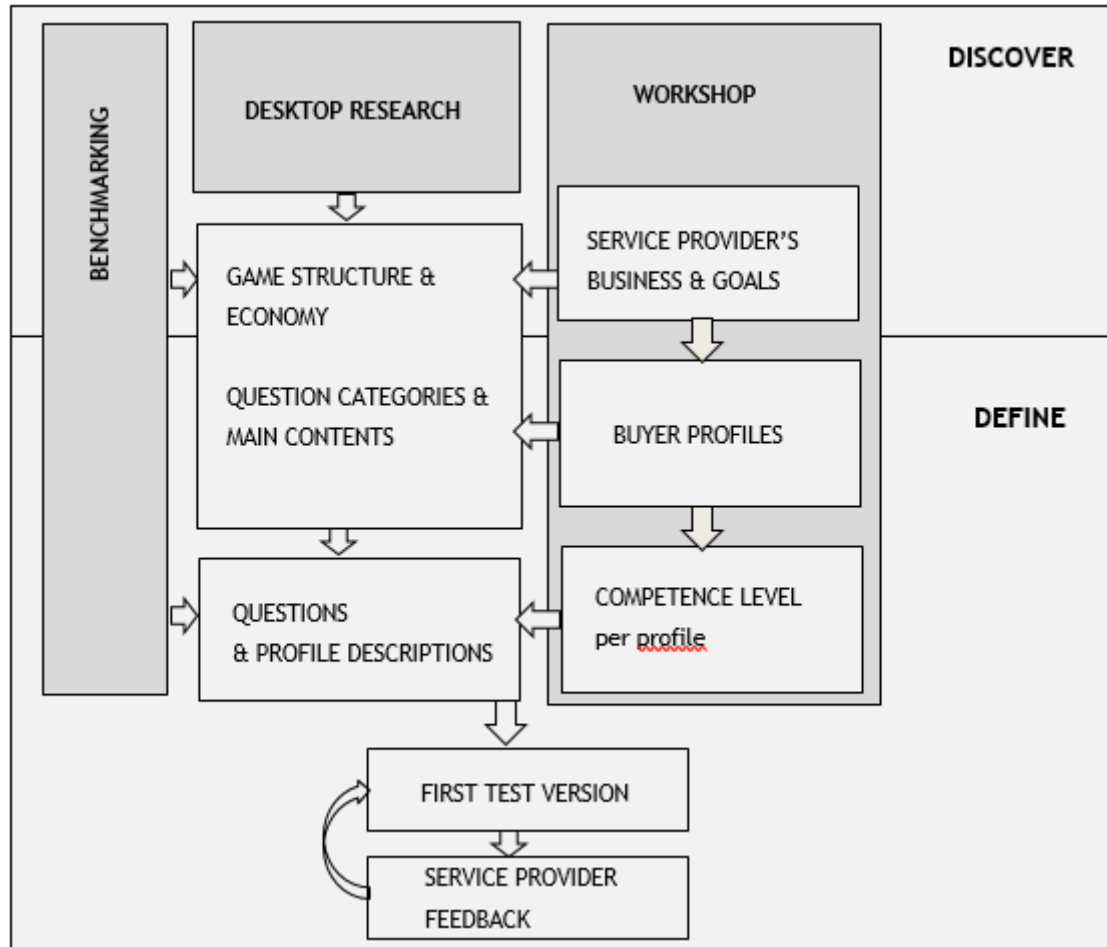 DISCOVER
BENCHMARKING
DESKTOP RESEARCH
WORKSHOP
GAME STRUCTURE &
ECONOMY
QUESTION CATEGORIES &
MAIN CONTENTS
SERVICE PROVIDER’S
BUSINESS & GOALS
DEFINE
BUYER PROFILES
QUESTIONS
& PROFILE DESCRIPTIONS
COMPETENCE LEVEL
per profile
FIRST TEST VERSION
SERVICE PROVIDER
FEEDBACK